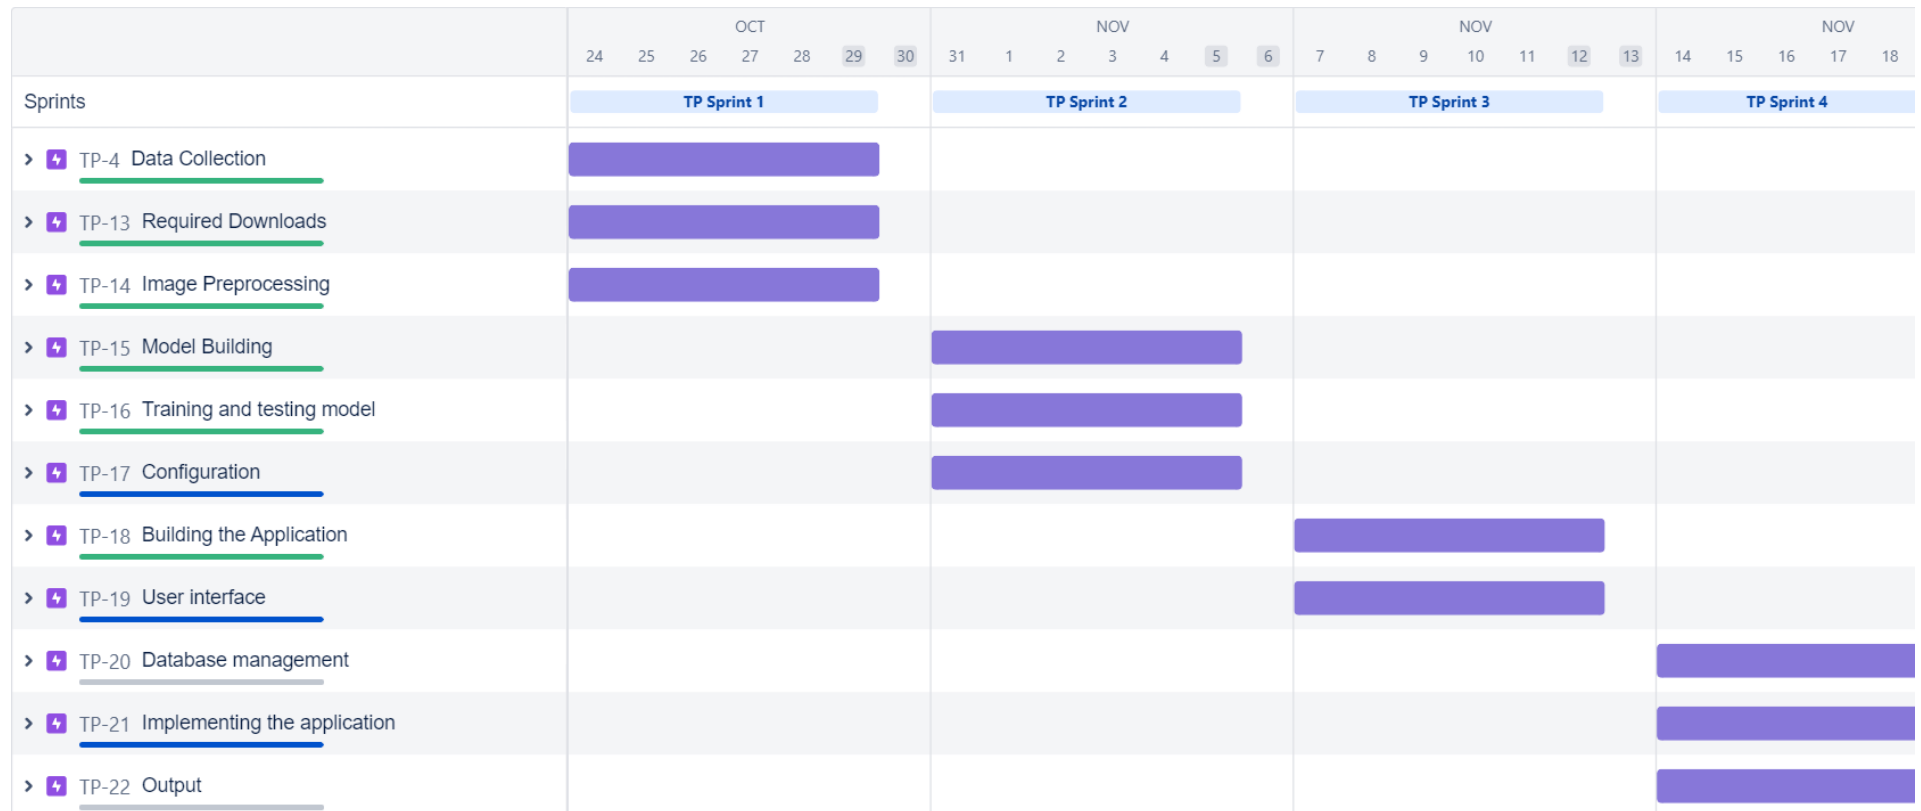 OCT NOV NOV NOV
24 25 26 27 28 29 30 31 1 2 3 4 5 6 7 8 9 10 11 12 13 14 15 16 17 18
Sprints TP Sprint 1 TP Sprint 2 TP Sprint 3 TP Sprint 4
TP-4 Data Collection
TP-13 Required Downloads
TP-14 Image Preprocessing
TP-15 Model Building
TP-16 Training and testing model
TP-17 Configuration
TP-18 Building the Application
TP-19 User interface
TP-20 Database management
TP-21 Implementing the application
TP-22 Output